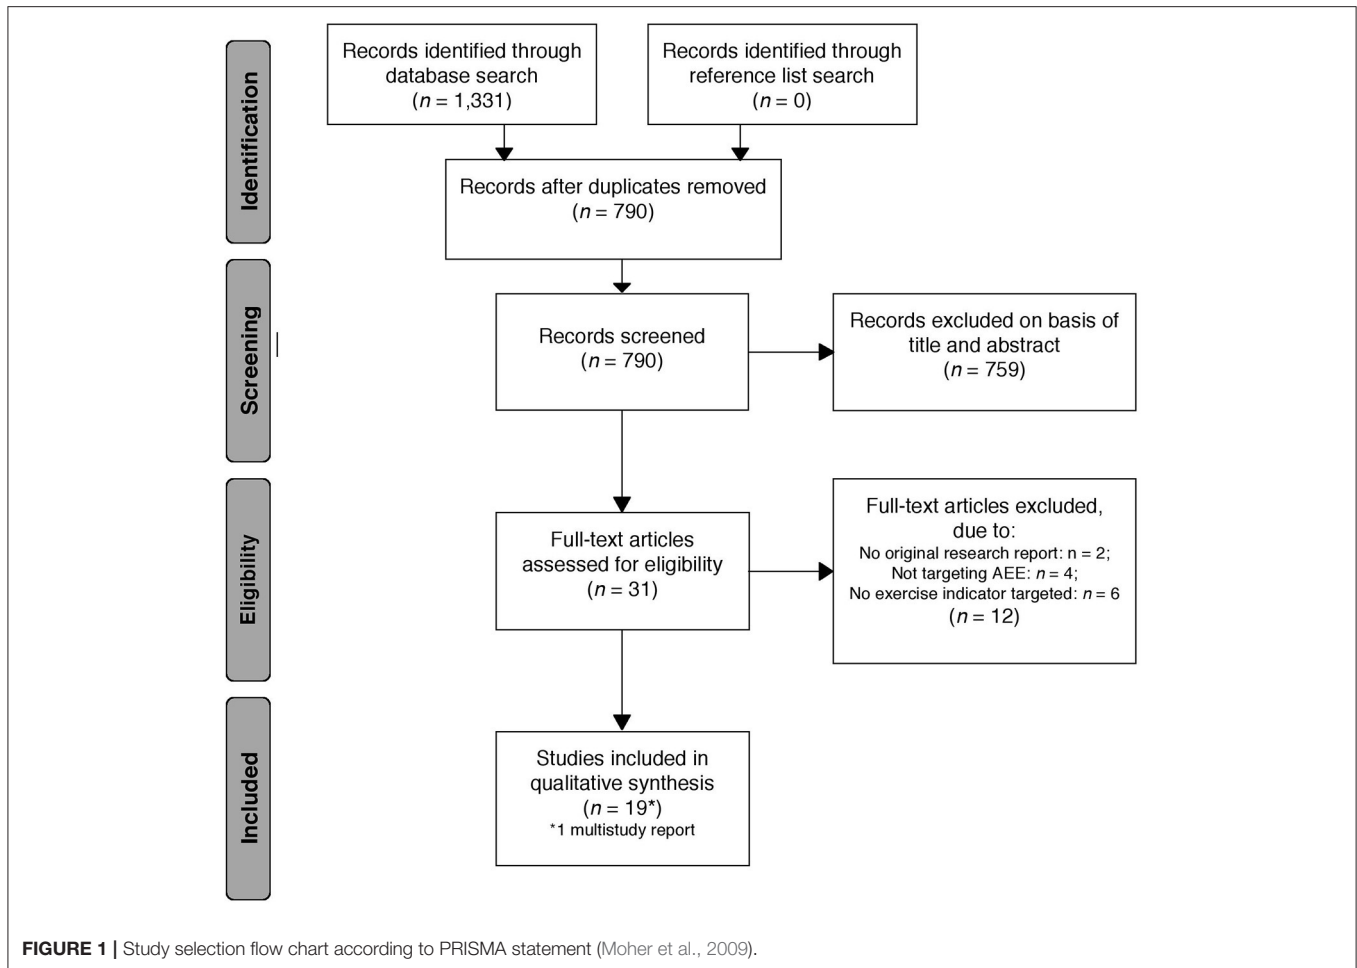 Identification
Records identified through
database search
(n = 1,331)
Records identified through
reference list search
(n = 0)
Records after duplicates removed
(n = 790)
Screening
Records screened
(n = 790)
Records excluded on basis of
title and abstract
(n = 759)
Eligibility
Full-text articles
assessed for eligibility
(n = 31)
Full-text articles excluded,
due to:
No original research report: n = 2;
Not targeting AEE: n = 4;
No exercise indicator targeted: n = 6
(n = 12)
Included
Studies included in
qualitative synthesis
(n = 19*)
*1 multistudy report
FIGURE 1 | Study selection flow chart according to PRISMA statement (Moher et al., 2009).